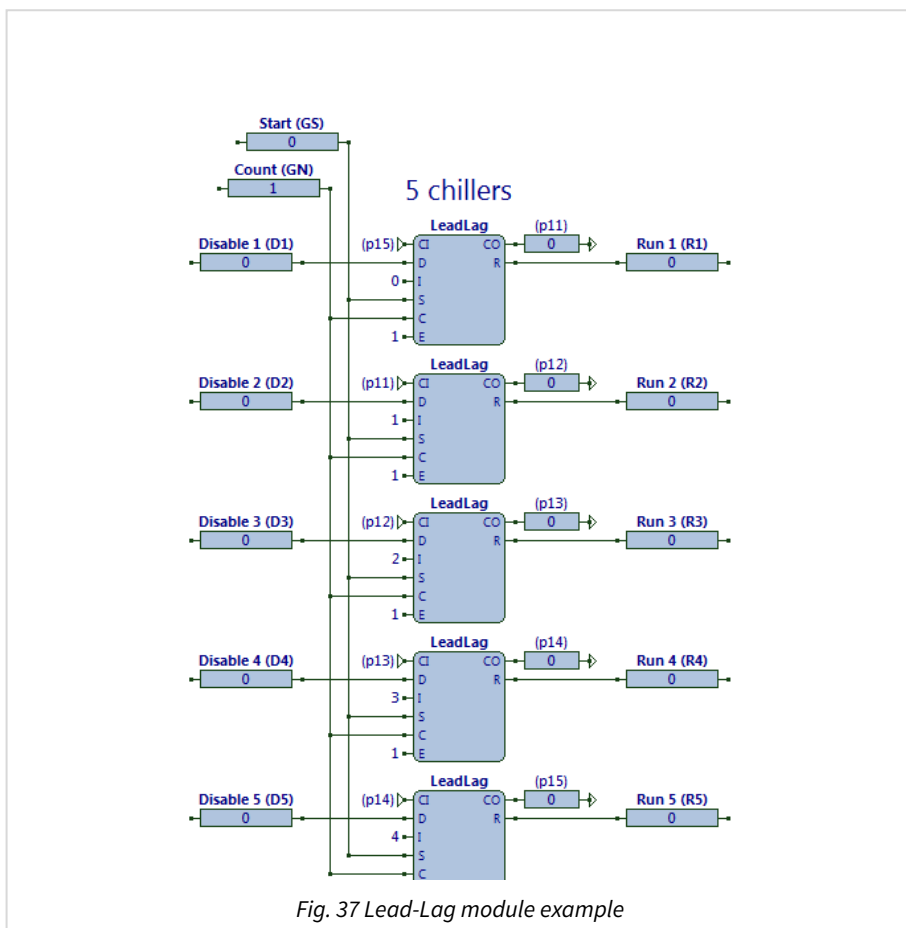 Start (GS)
0
Count (GN)
1
5 chillers
LeadLag
(p11)
Disable 1 (D1)
(p15) CI CO 0
Run 1 (R1)
0 D R 0
0 I
S
C
1 E
LeadLag
(p12)
Disable 2 (D2)
(p11) CI CO 0
Run 2 (R2)
0 D R 0
1 I
S
C
1 E
LeadLag
(p13)
Disable 3 (D3)
(p12) CI CO 0
Run 3 (R3)
0 D R 0
2 I
S
C
1 E
LeadLag
(p14)
Disable 4 (D4)
(p13) CI CO 0
Run 4 (R4)
0 D R 0
3 I
S
C
1 E
LeadLag
(p15)
Disable 5 (D5)
(p14) CI CO 0
Run 5 (R5)
0 D R 0
4 I
S
C
Fig. 37 Lead-Lag module example